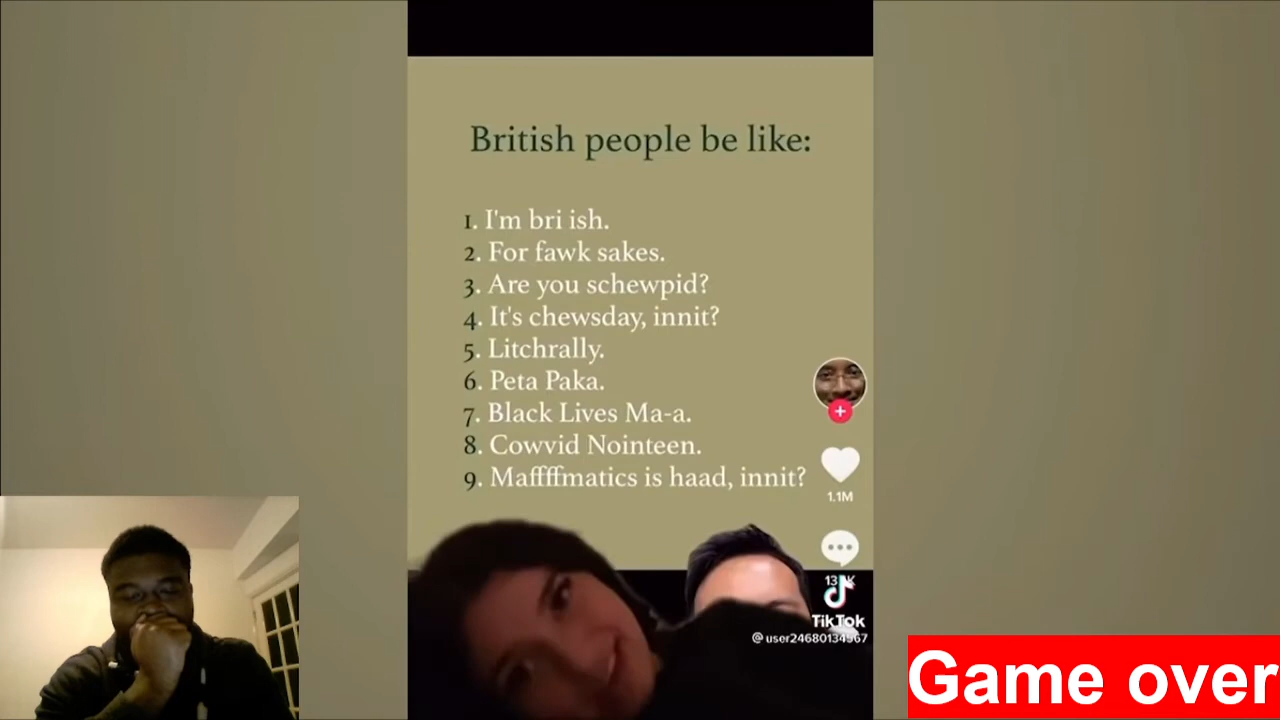 British people be like:
1. I'm bri ish.
2. For fawk sakes.
3. Are you schewpid?
4. It's chewsday, innit?
5. Litchrally.
6. Peta Paka.
7. Black Lives Ma-a.
8. Cowvid Nointeen.
9. Maffffmatics is haad, innit?
1.1M
TikTok
@user24680134967
Game over